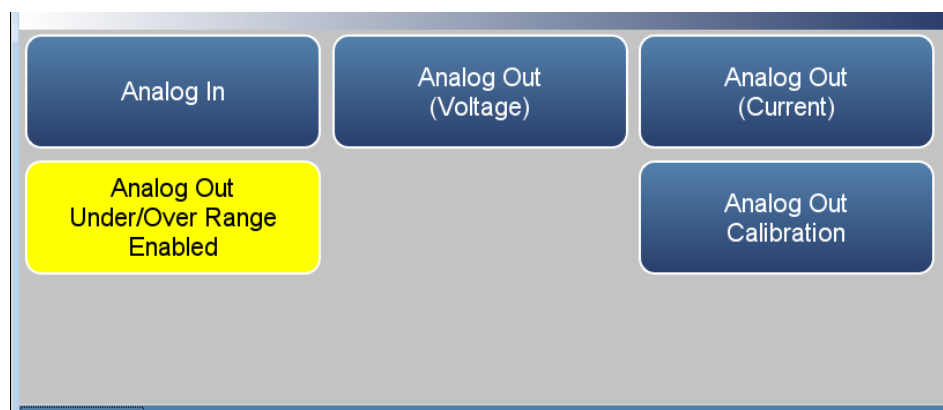 Analog In
Analog Out
(Voltage)
Analog Out
(Current)
Analog Out
Under/Over Range
Enabled
Analog Out
Calibration